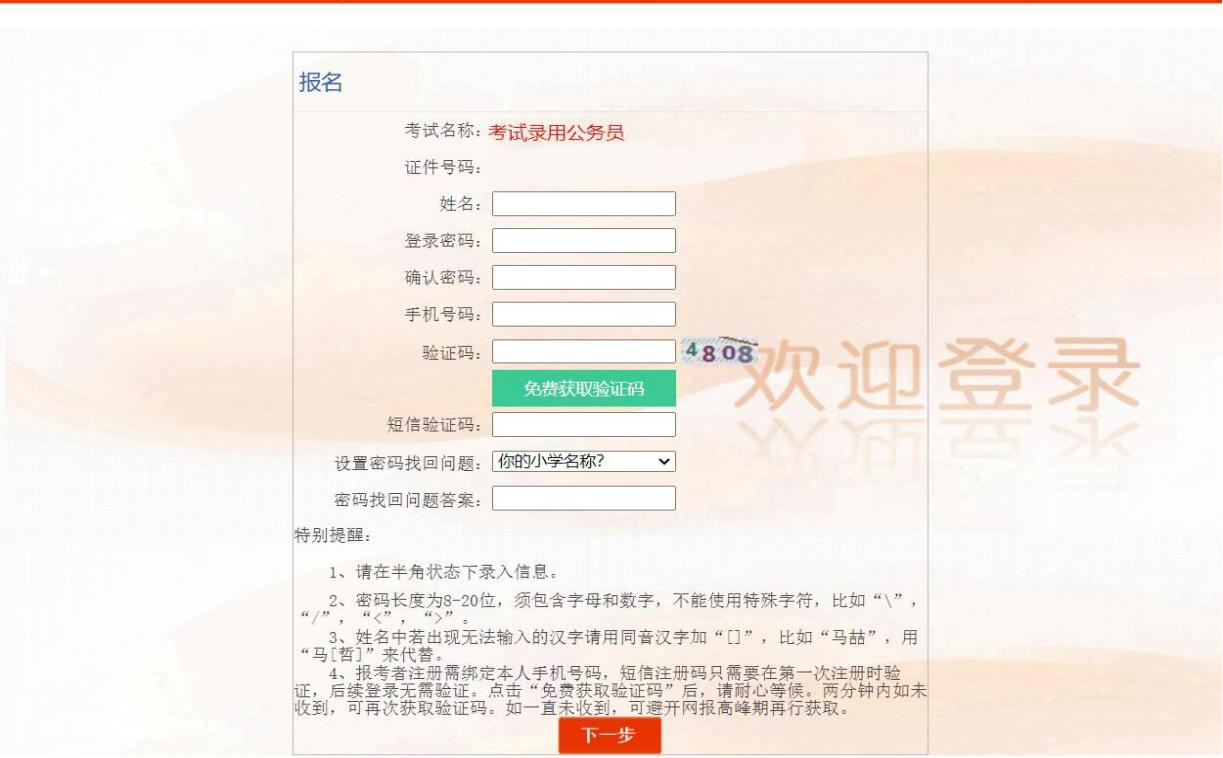 报名
考试名称：考试录用公务员
证件号码：
姓名：
登录密码：
确认密码：
手机号码：
验证码： 4808
欢迎登录
免费获取验证码
短信验证码：
设置密码找回问题：你的小学名称？
密码找回问题答案：
特别提醒：
1、请在半角状态下录入信息。
2、密码长度为8-20位，须包含字母和数字，不能使用特殊字符，比如“\”，
“/”，“<”，“>”。
3、姓名中若出现无法输入的汉字请用同音汉字加“[]”，比如“马喆”，用
“马[哲]”来代替。
4、报考者注册需绑定本人手机号码，短信注册码只需要在第一次注册时验
证，后续登录无需验证。点击“免费获取验证码”后，请耐心等候。两分钟内如未
收到，可再次获取验证码。如一直未收到，可避开网报高峰期再行获取。
下一步